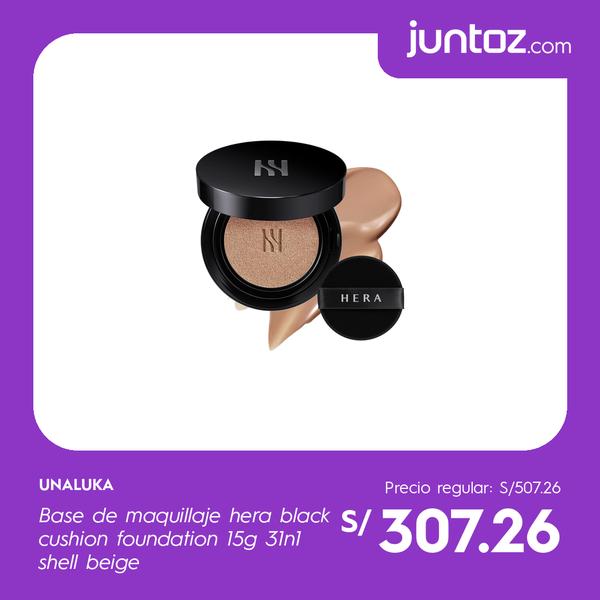 juntoz.com
HERA
UNALUKA
Base de maquillaje hera black
cushion foundation 15g 31n1
shell beige
Precio regular: S/507.26
S/ 307.26